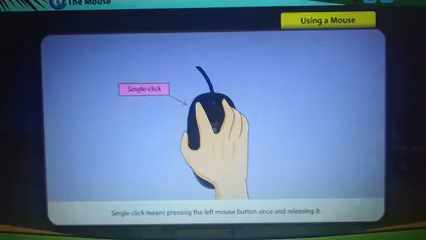 The Mouse
Using a Mouse
Single-click
Single-click means pressing the left mouse button once and releasing it.